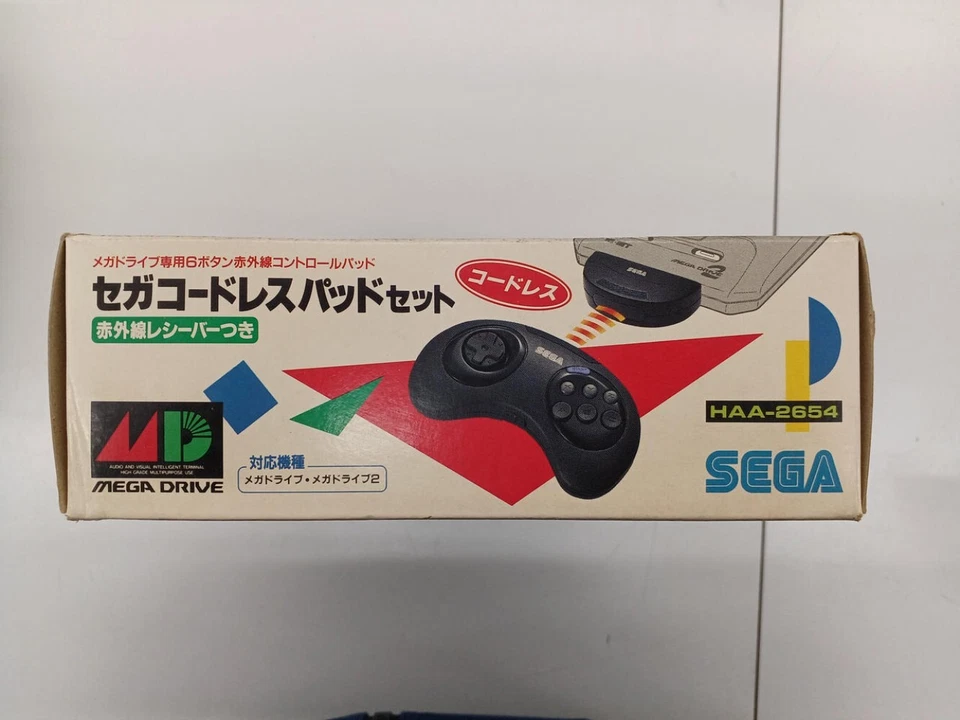 メガドライブ専用6ボタン赤外線コントロールパッド
セガコードレスパッドセット
コードレス
赤外線レシーバーつき
SEGA
MEGA DRIVE 2
SEGA
HAA-2654
MD
AUDIO AND VISUAL INTELLIGENT TERMINAL
HIGH GRADE MULTIPURPOSE USE
MEGA DRIVE
対応機種
メガドライブ・メガドライブ2
SEGA